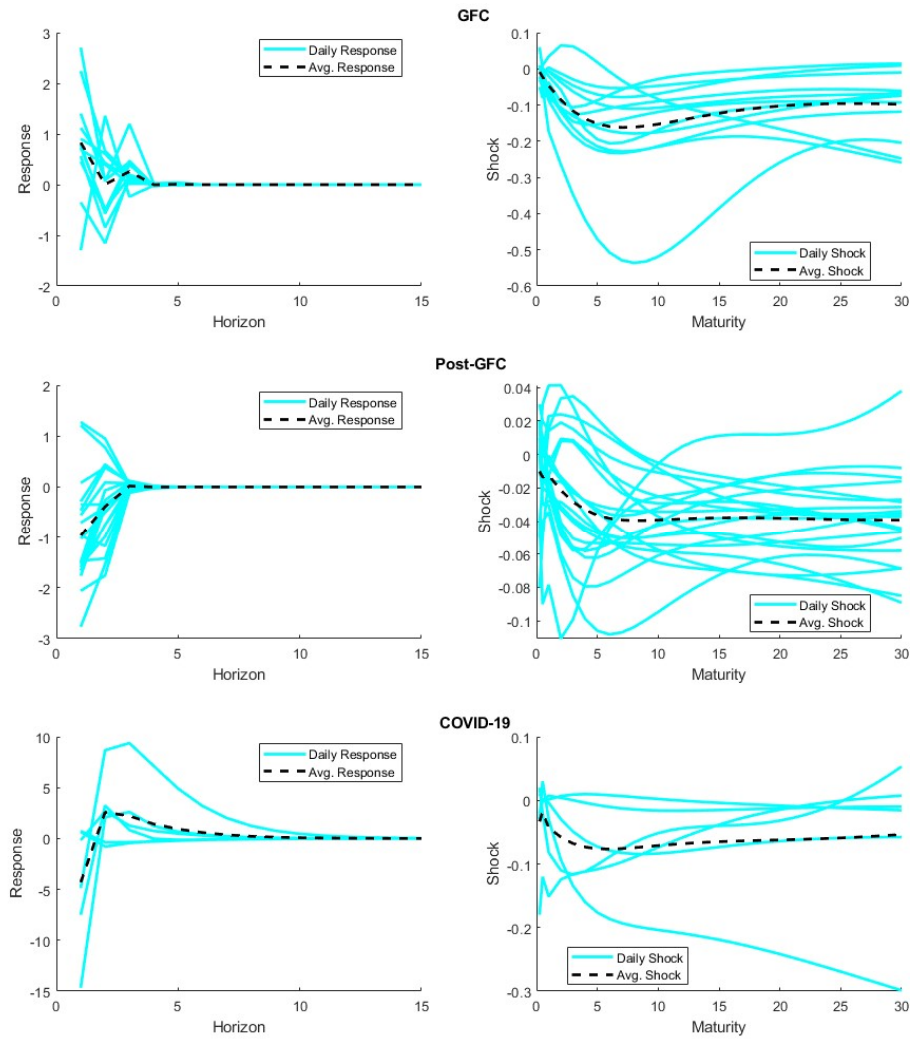 GFC
3
2
1
0
-1
-2
0
5
10
15
Response
Horizon
Daily Response
Avg. Response
0.1
0
-0.1
-0.2
-0.3
-0.4
-0.5
-0.6
0
5
10
15
20
25
30
Shock
Maturity
Daily Shock
Avg. Shock
Post-GFC
2
1
0
-1
-2
-3
0
5
10
15
Response
Horizon
Daily Response
Avg. Response
0.04
0.02
0
-0.02
-0.04
-0.06
-0.08
-0.1
0
5
10
15
20
25
30
Shock
Maturity
Daily Shock
Avg. Shock
COVID-19
10
5
0
-5
-10
-15
0
5
10
15
Response
Horizon
Daily Response
Avg. Response
0.1
0
-0.1
-0.2
-0.3
0
5
10
15
20
25
30
Shock
Maturity
Daily Shock
Avg. Shock